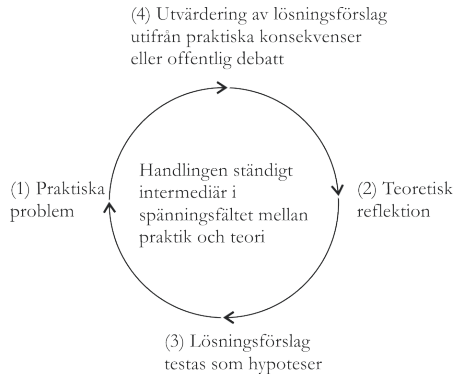 (4) Utvärdering av lösningsförslag
utifrån praktiska konsekvenser
eller offentlig debatt
(1) Praktiska
problem
Handlingen ständigt
intermediär i
spänningsfältet mellan
praktik och teori
(2) Teoretisk
reflektion
(3) Lösningsförslag
testas som hypoteser